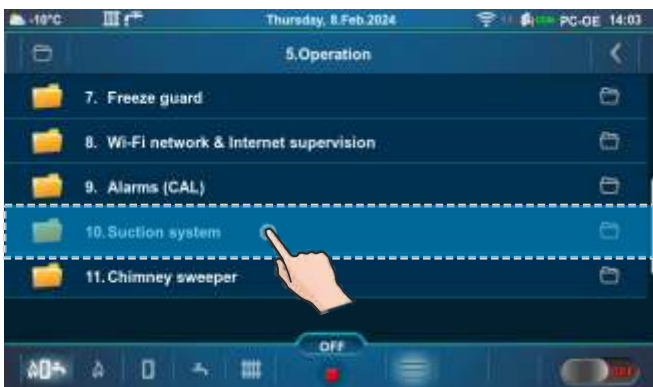 -10°C Thursday, 8.Feb.2024 PC-OE 14:03
5.Operation
7. Freeze guard
8. Wi-Fi network & Internet supervision
9. Alarms (CAL)
10.Suction system
11.Chimney sweeper
OFF
OFF